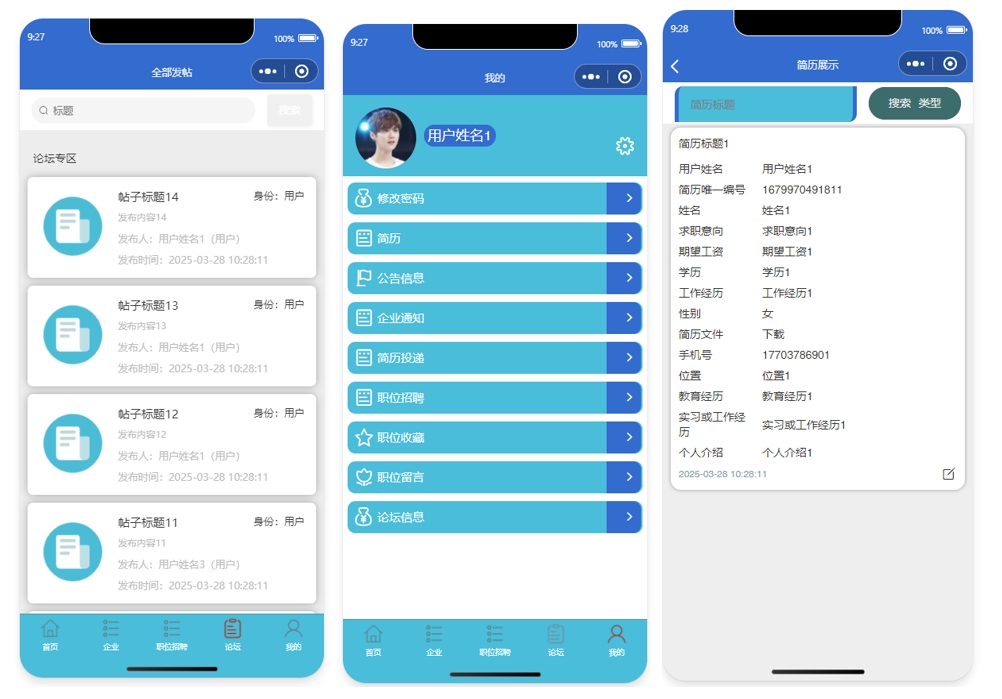 9:27
100%
全部发帖
标题
搜索
论坛专区
帖子标题14
身份：用户
发布内容14
发布人：用户姓名1（用户）
发布时间：2025-03-28 10:28:11
帖子标题13
身份：用户
发布内容13
发布人：用户姓名1（用户）
发布时间：2025-03-28 10:28:11
帖子标题12
身份：用户
发布内容12
发布人：用户姓名1（用户）
发布时间：2025-03-28 10:28:11
帖子标题11
身份：用户
发布内容11
发布人：用户姓名3（用户）
发布时间：2025-03-28 10:28:11
首页 企业 职位招聘 论坛 我的
9:27
100%
我的
用户姓名1
修改密码
简历
公告信息
企业通知
简历投递
职位招聘
职位收藏
职位留言
论坛信息
首页 企业 职位招聘 论坛 我的
9:28
100%
简历展示
简历标题
搜索 类型
简历标题1
用户姓名 用户姓名1
简历唯一编号 1679970491811
姓名 姓名1
求职意向 求职意向1
期望工资 期望工资1
学历 学历1
工作经历 工作经历1
性别 女
简历文件 下载
手机号 17703786901
位置 位置1
教育经历 教育经历1
实习或工作经
历
实习或工作经历1
个人介绍 个人介绍1
2025-03-28 10:28:11